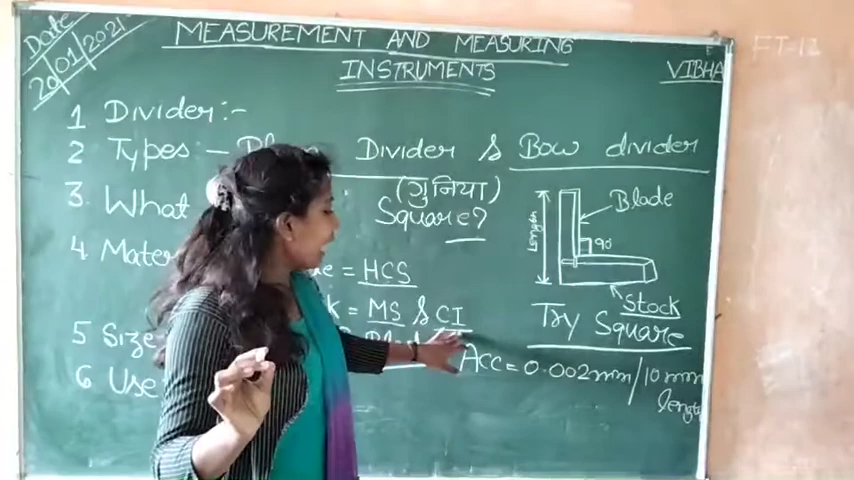 Date
20/01/2021
MEASUREMENT AND MEASURING
INSTRUMENTS
VIBHA
FT-11
1 Divider:-
2 Types - Divider & Bow divider
3 What (गुनिया)
Square?
4 Mater = HCS
= MS & CI
5 Size
6 Use
Acc = 0.002mm/10mm
length
Length
Blade
90
Stock
Try Square